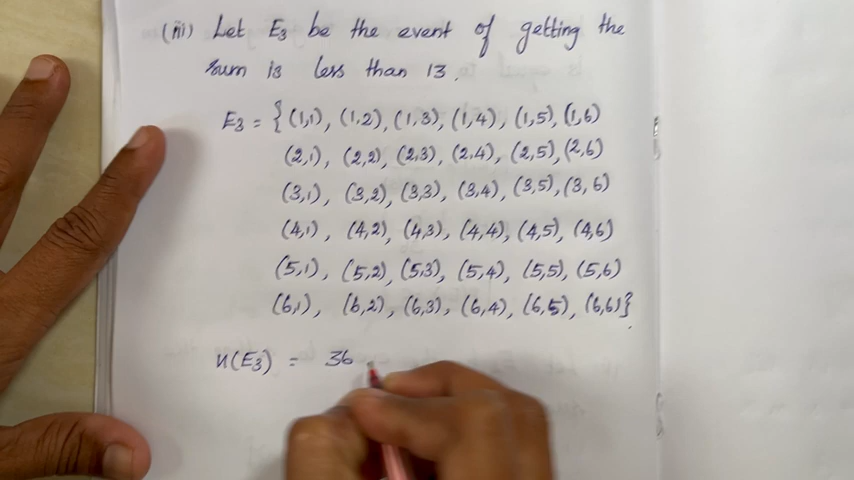 (iii) Let E3 be the event of getting the
sum is less than 13.
E3 = {(1,1), (1,2), (1,3), (1,4), (1,5), (1,6)
(2,1), (2,2), (2,3), (2,4), (2,5), (2,6)
(3,1), (3,2), (3,3), (3,4), (3,5), (3,6)
(4,1), (4,2), (4,3), (4,4), (4,5), (4,6)
(5,1), (5,2), (5,3), (5,4), (5,5), (5,6)
(6,1), (6,2), (6,3), (6,4), (6,5), (6,6)}.
n(E3) = 36